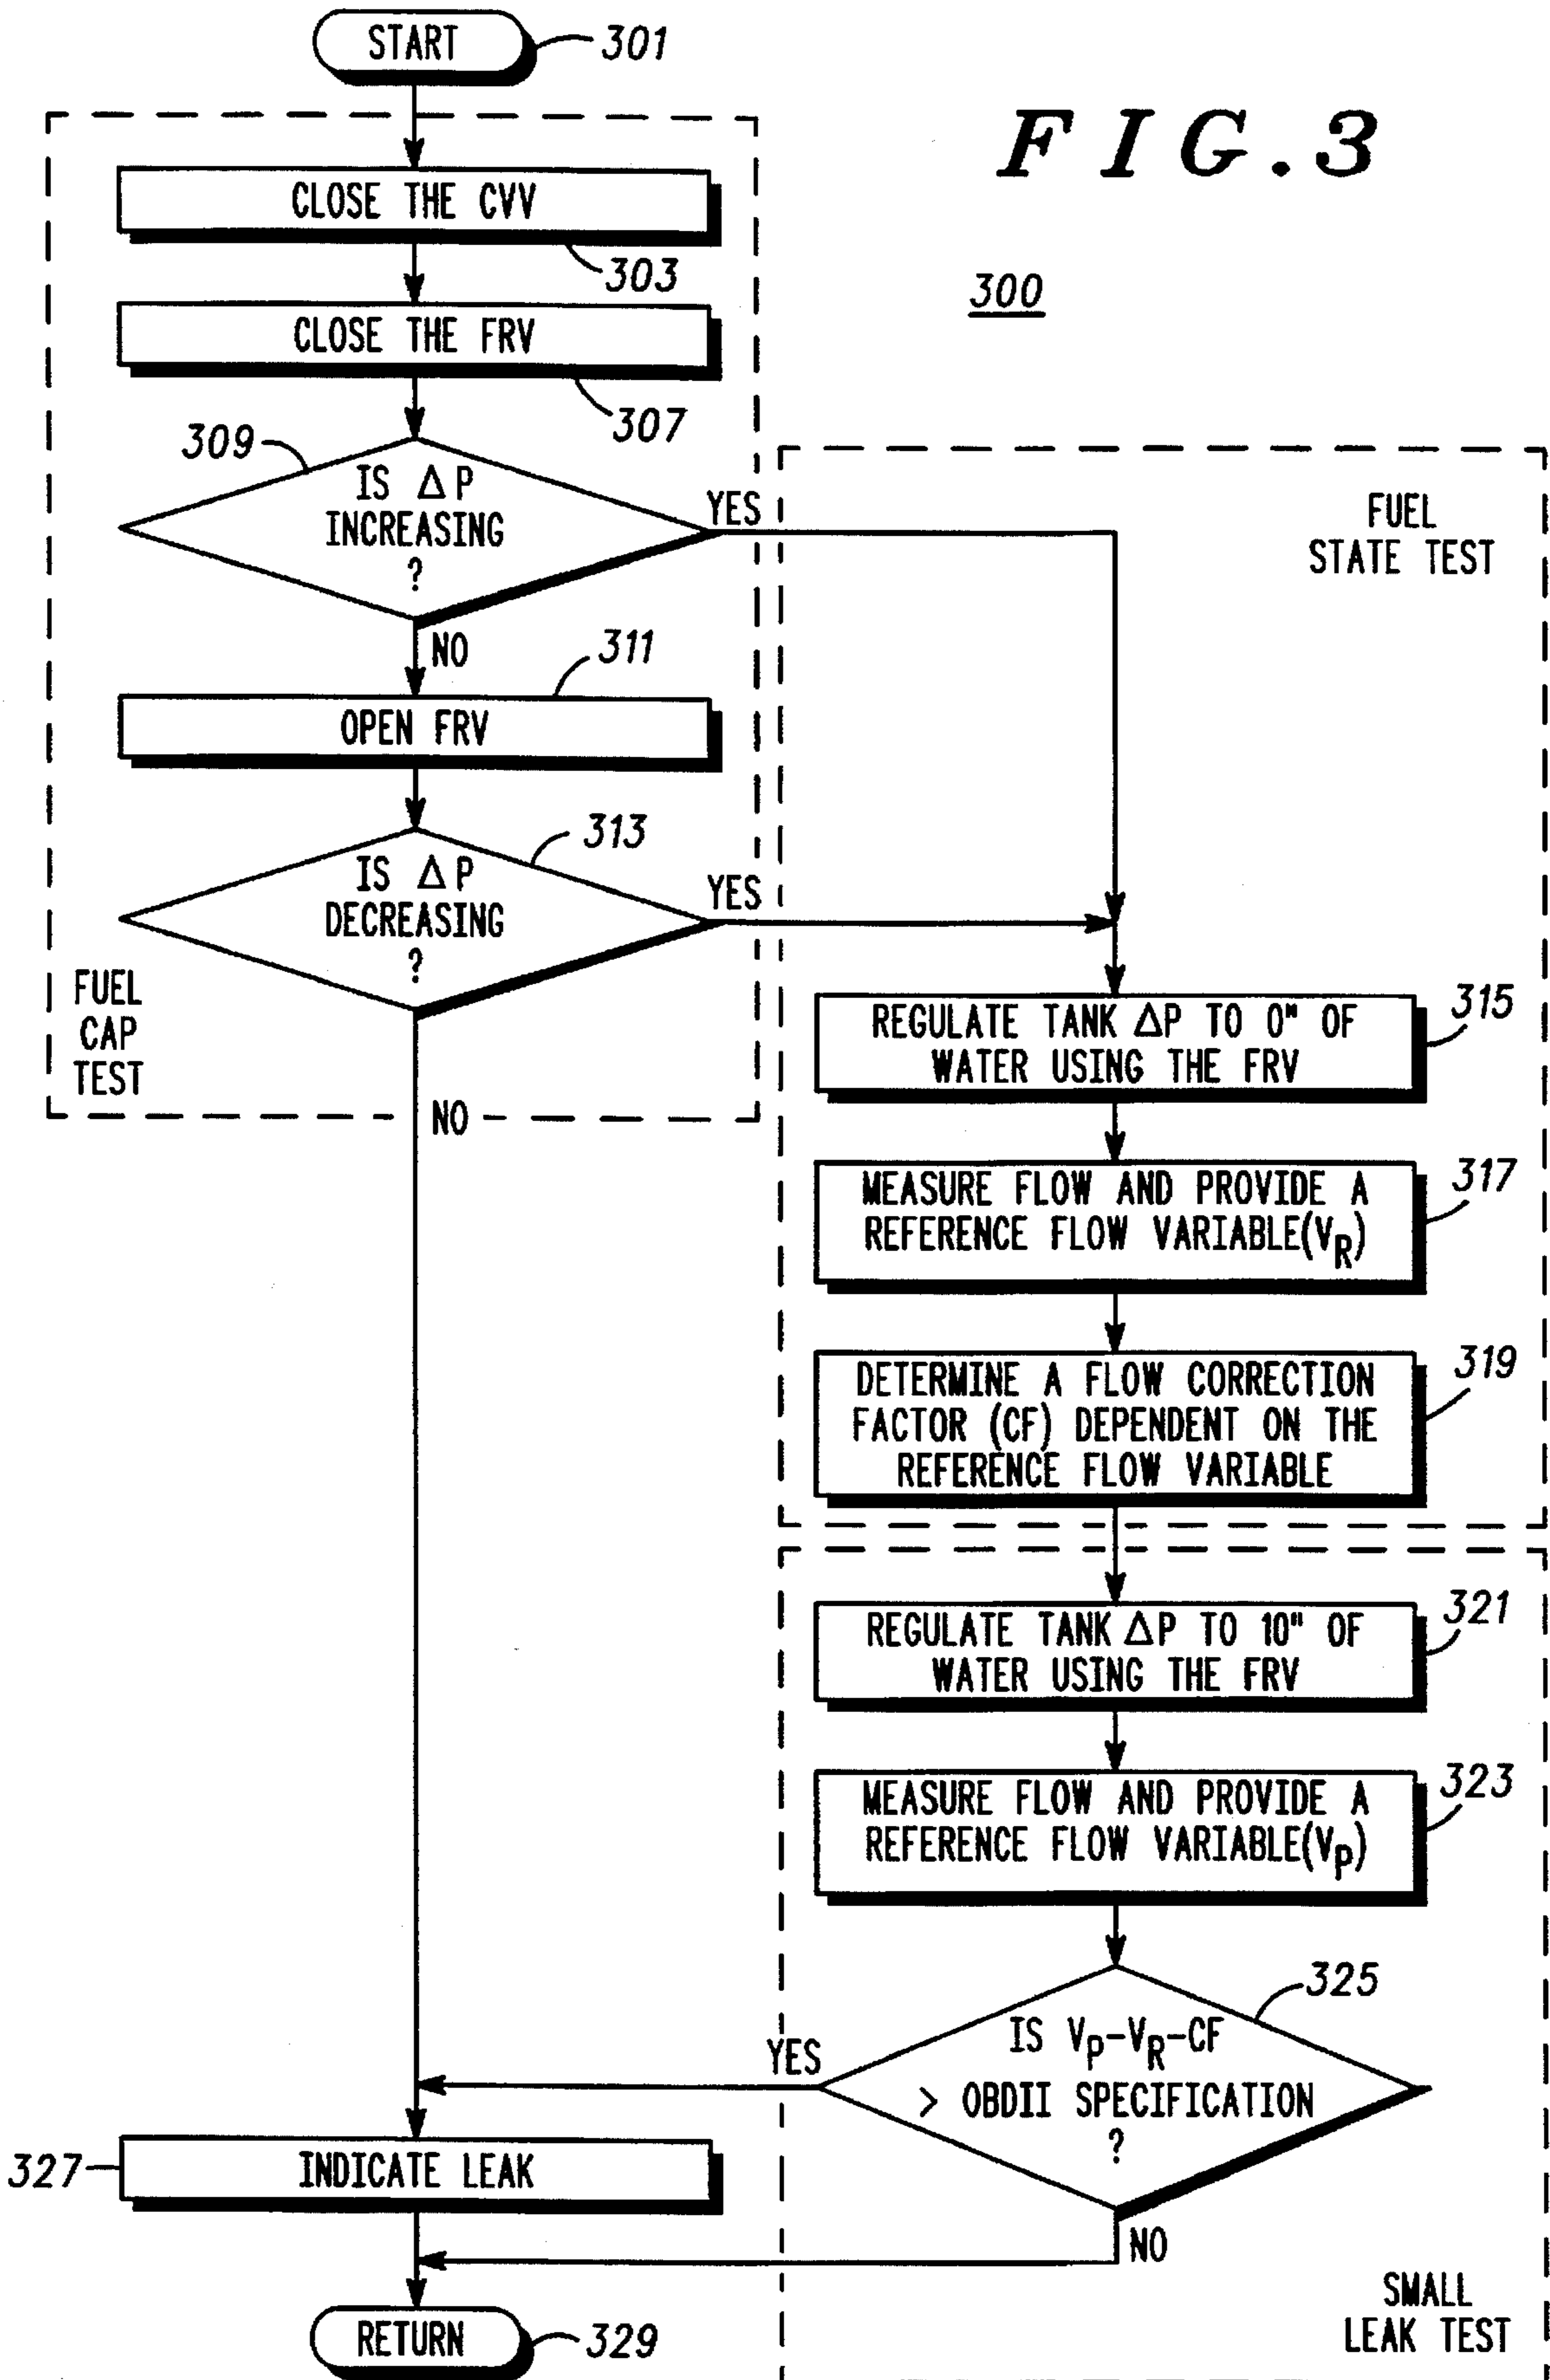 START
301
FIG.3
CLOSE THE CVV
303
300
CLOSE THE FRV
307
309
IS ΔP
INCREASING
?
YES
NO
FUEL
STATE TEST
311
OPEN FRV
313
IS ΔP
DECREASING
?
YES
FUEL
CAP
TEST
NO
REGULATE TANK ΔP TO 0" OF
WATER USING THE FRV
315
MEASURE FLOW AND PROVIDE A
REFERENCE FLOW VARIABLE(VR)
317
DETERMINE A FLOW CORRECTION
FACTOR (CF) DEPENDENT ON THE
REFERENCE FLOW VARIABLE
319
REGULATE TANK ΔP TO 10" OF
WATER USING THE FRV
321
MEASURE FLOW AND PROVIDE A
REFERENCE FLOW VARIABLE(VP)
323
325
IS VP-VR-CF
> OBDII SPECIFICATION
?
YES
NO
327
INDICATE LEAK
RETURN
329
SMALL
LEAK TEST